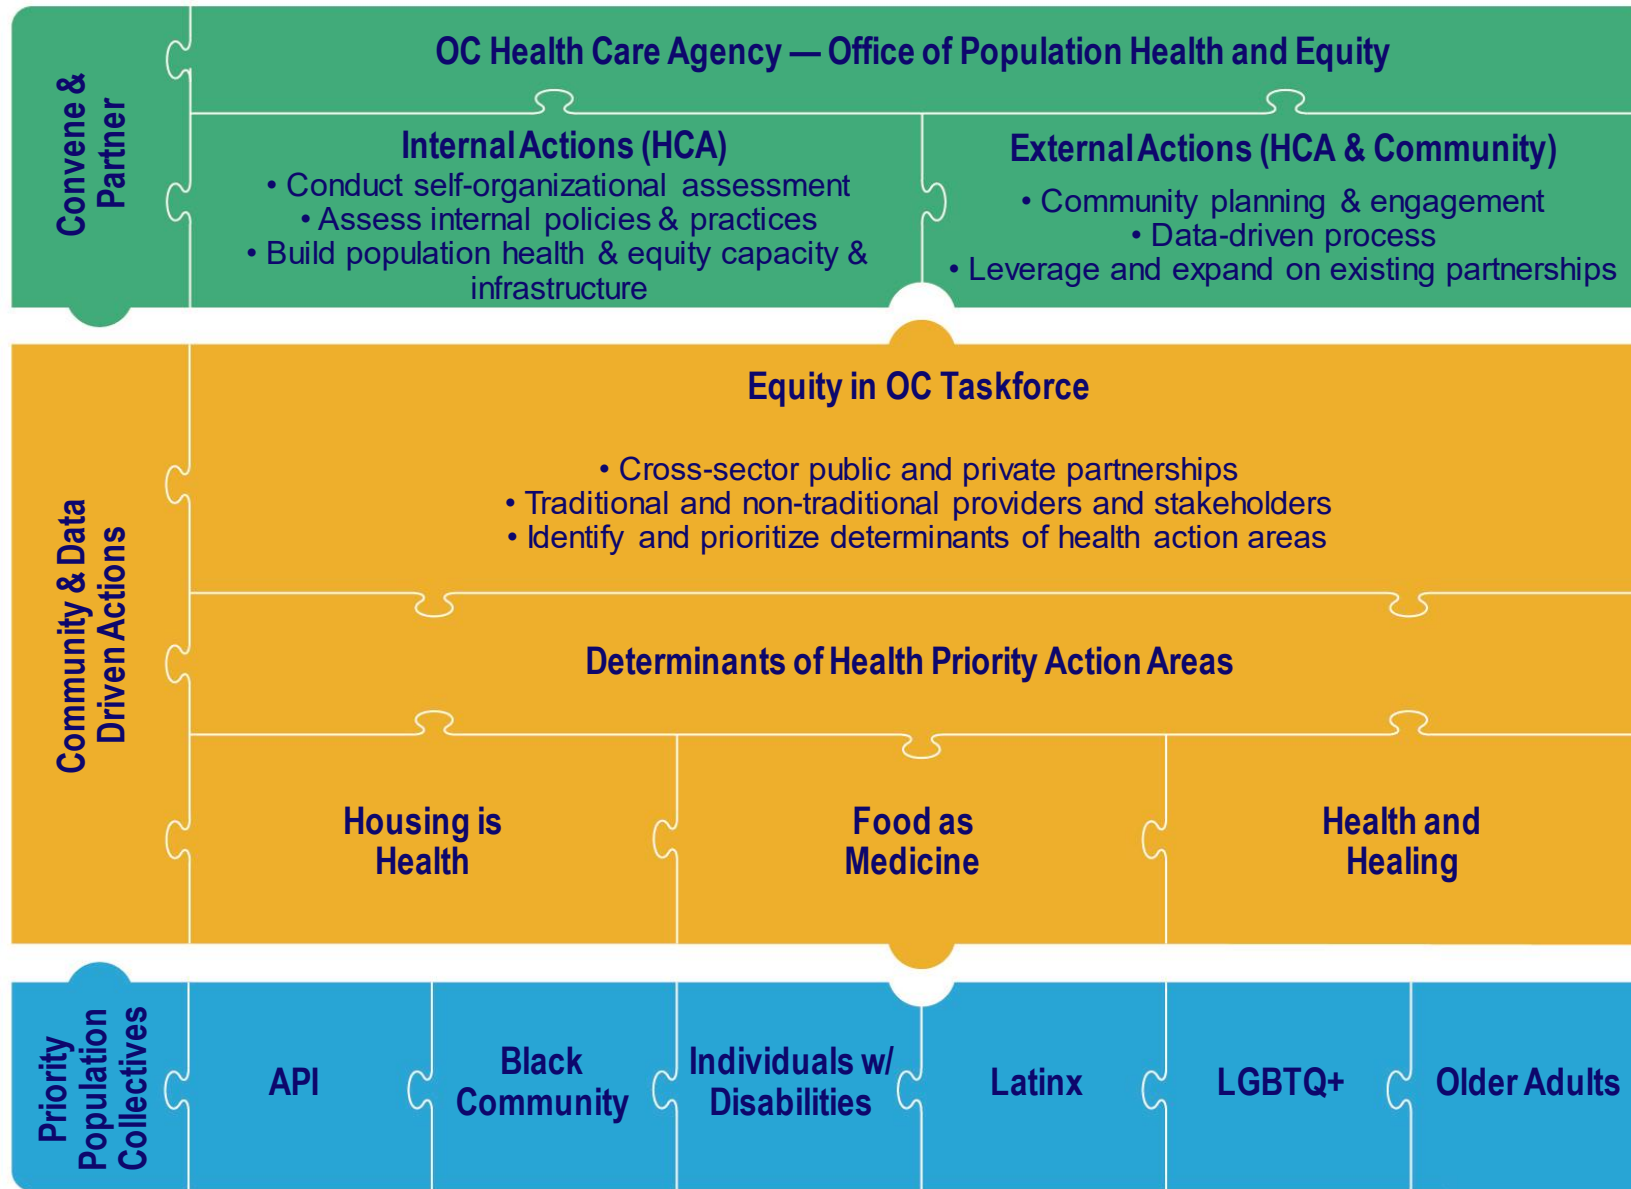 Convene &
Partner
OC Health Care Agency — Office of Population Health and Equity
Internal Actions (HCA)
• Conduct self-organizational assessment
• Assess internal policies & practices
• Build population health & equity capacity &
infrastructure
External Actions (HCA & Community)
• Community planning & engagement
• Data-driven process
• Leverage and expand on existing partnerships
Community & Data
Driven Actions
Equity in OC Taskforce
• Cross-sector public and private partnerships
• Traditional and non-traditional providers and stakeholders
• Identify and prioritize determinants of health action areas
Determinants of Health Priority Action Areas
Housing is
Health
Food as
Medicine
Health and
Healing
Priority
Population
Collectives
API
Black
Community
Individuals w/
Disabilities
Latinx
LGBTQ+
Older Adults